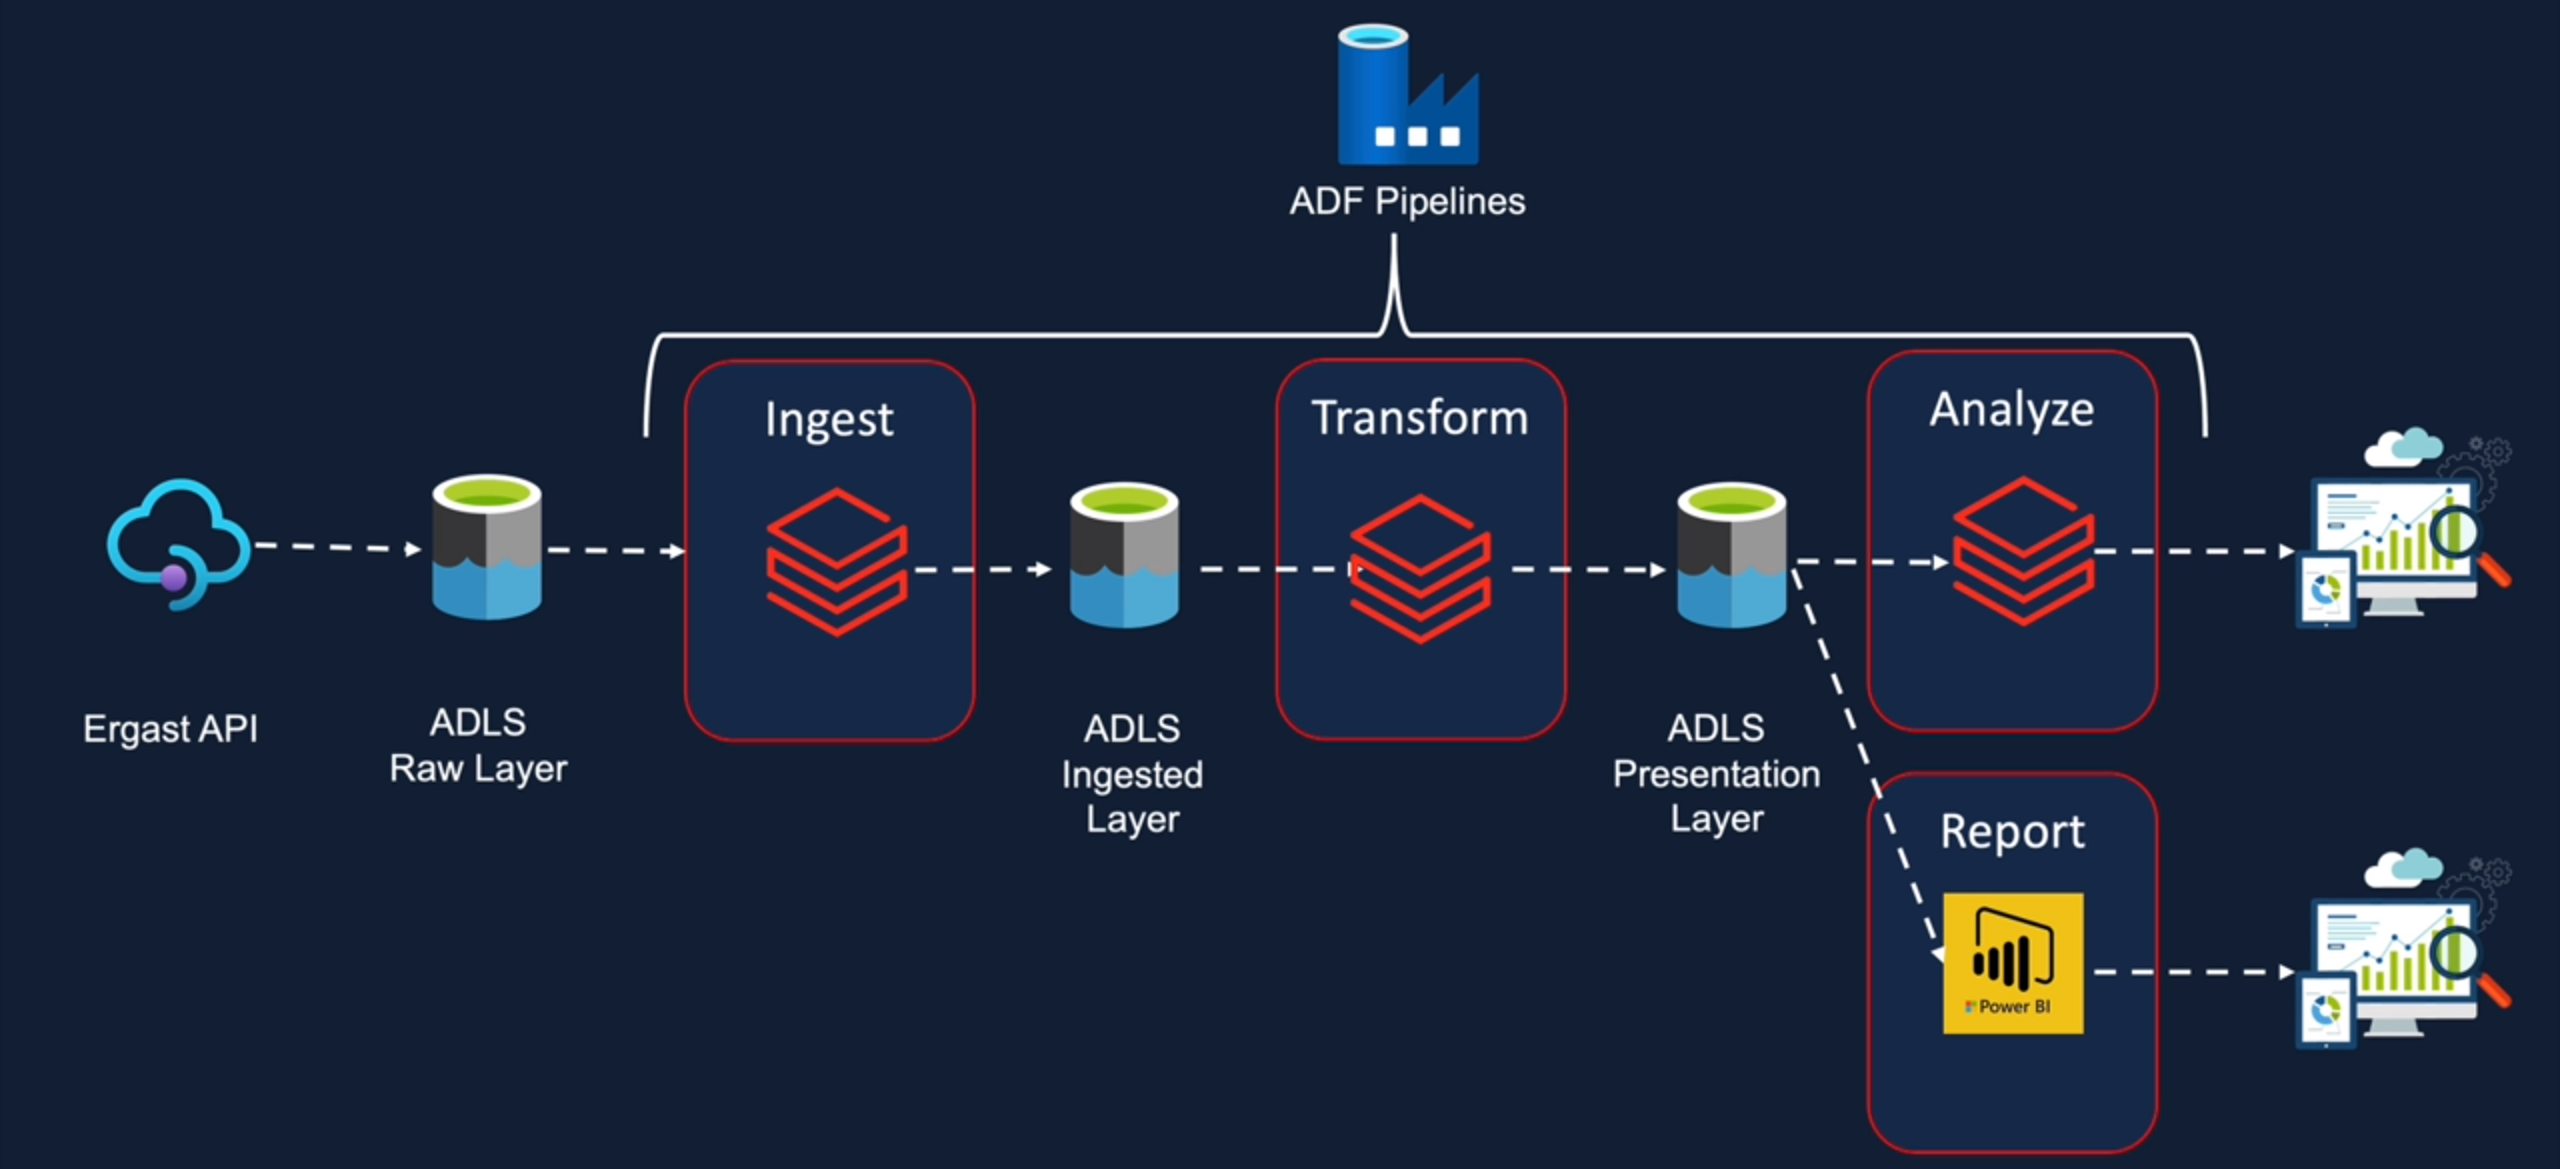 ADF Pipelines
Ingest
Transform
Analyze
Ergast API
ADLS
Raw Layer
ADLS
Ingested
Layer
ADLS
Presentation
Layer
Report
Power BI